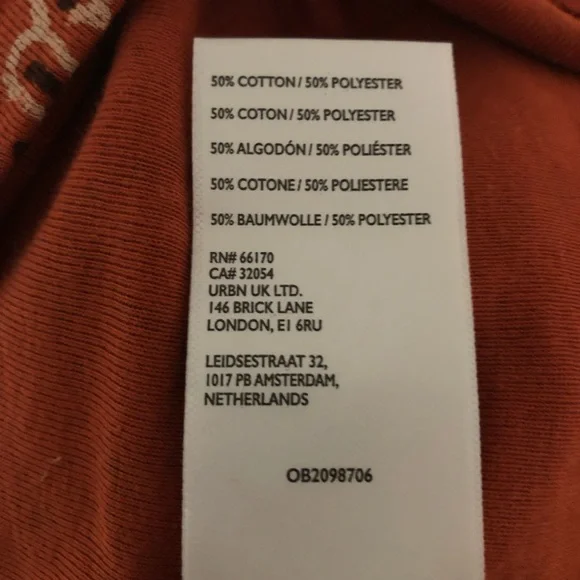 50% COTTON / 50% POLYESTER
50% COTON / 50% POLYESTER
50% ALGODÓN / 50% POLIÉSTER
50% COTONE / 50% POLIESTERE
50% BAUMWOLLE / 50% POLYESTER
RN# 66170
CA# 32054
URBN UK LTD.
146 BRICK LANE
LONDON, E1 6RU
LEIDSESTRAAT 32,
1017 PB AMSTERDAM,
NETHERLANDS
OB2098706